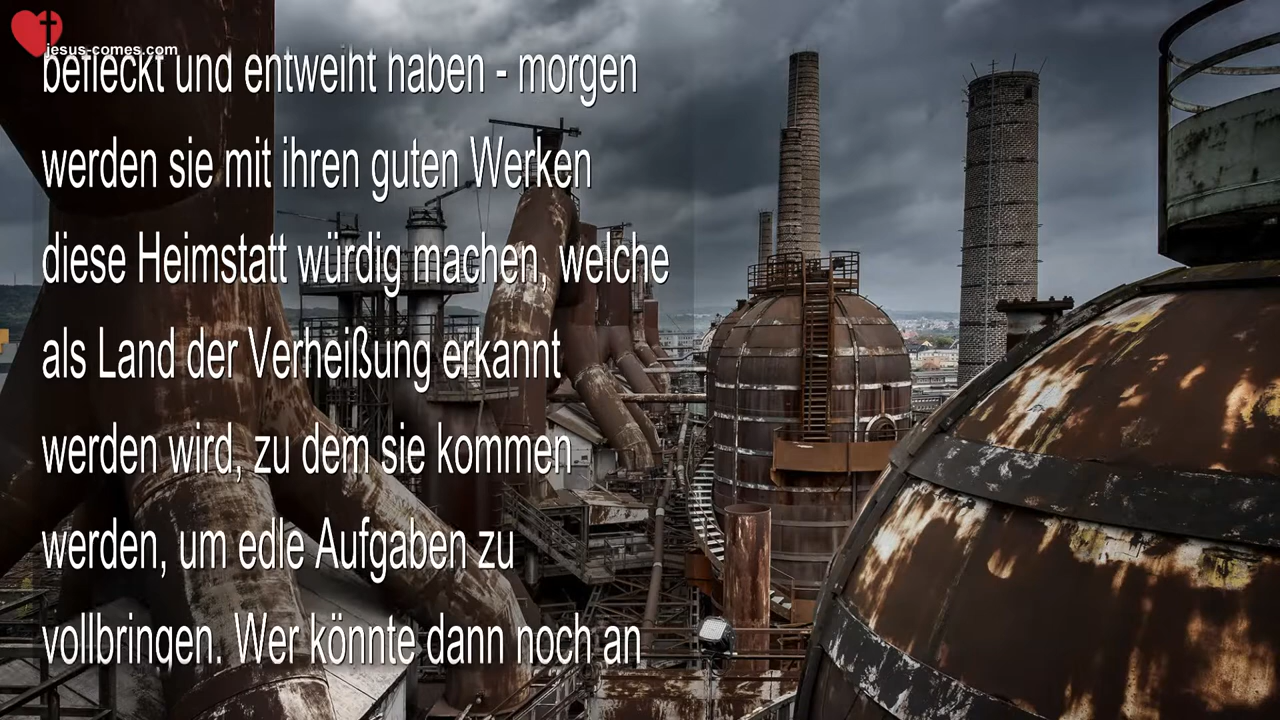 jesus-comes.com
befleckt und entweiht haben - morgen
werden sie mit ihren guten Werken
diese Heimstatt würdig machen, welche
als Land der Verheißung erkannt
werden wird, zu dem sie kommen
werden, um edle Aufgaben zu
vollbringen. Wer könnte dann noch an